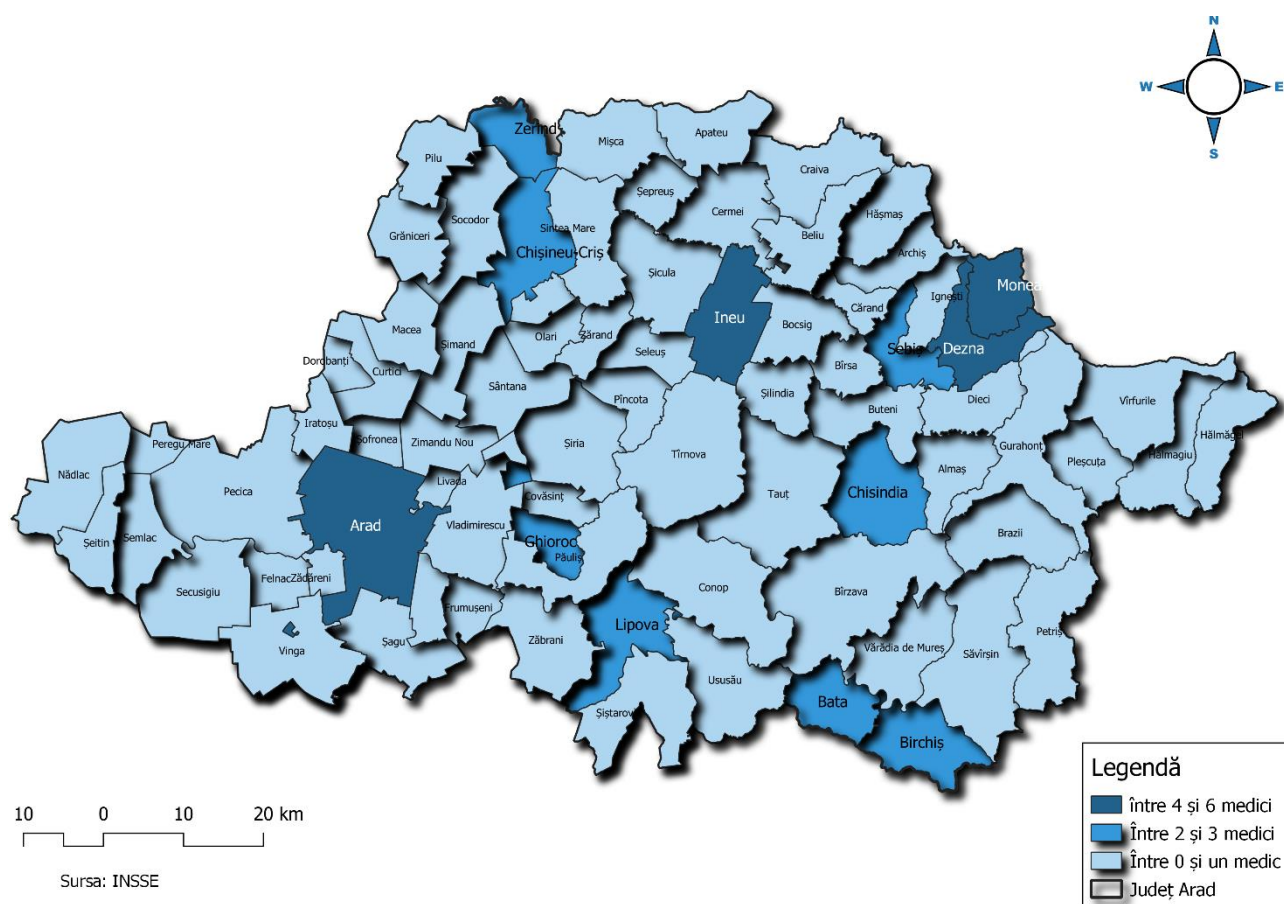 N
W
E
S
Zerind
Mișca
Apateu
Pilu
Craiva
Șepreuș
Socodor
Cermei
Hășmaș
Grăniceri
Sintea Mare
Beliu
Chișineu-Criș
Archiș
Șicula
Monea
Ignești
Cărand
Macea
Ineu
Bocsig
Olari
Zărand
Simand
Sebiș
Dezna
Seleuș
Dorobanți
Bîrsa
Curtici
Sântana
Pîncota
Șilindia
Dieci
Vîrfurile
Buteni
Iratoșu
Hălmăgel
Peregu Mare
Șofronea
Zimandu Nou
Șiria
Gurahonț
Hălmagiu
Tîrnova
Pleșcuța
Nădlac
Almaș
Livada
Pecica
Tauț
Chisindia
Covăsinț
Arad
Vladimirescu
Brazii
Semlac
Ghioroc
Șeitin
Păuliș
Felnac
Zădăreni
Conop
Bîrzava
Secusigiu
Frumușeni
Lipova
Petriș
Zăbrani
Șagu
Vărădia de Mureș
Vinga
Săvîrșin
Ususău
Bata
Șiștarov
Birchiș
Legendă
între 4 și 6 medici
Între 2 și 3 medici
Între 0 și un medic
Județ Arad
10 0 10 20 km
Sursa: INSSE